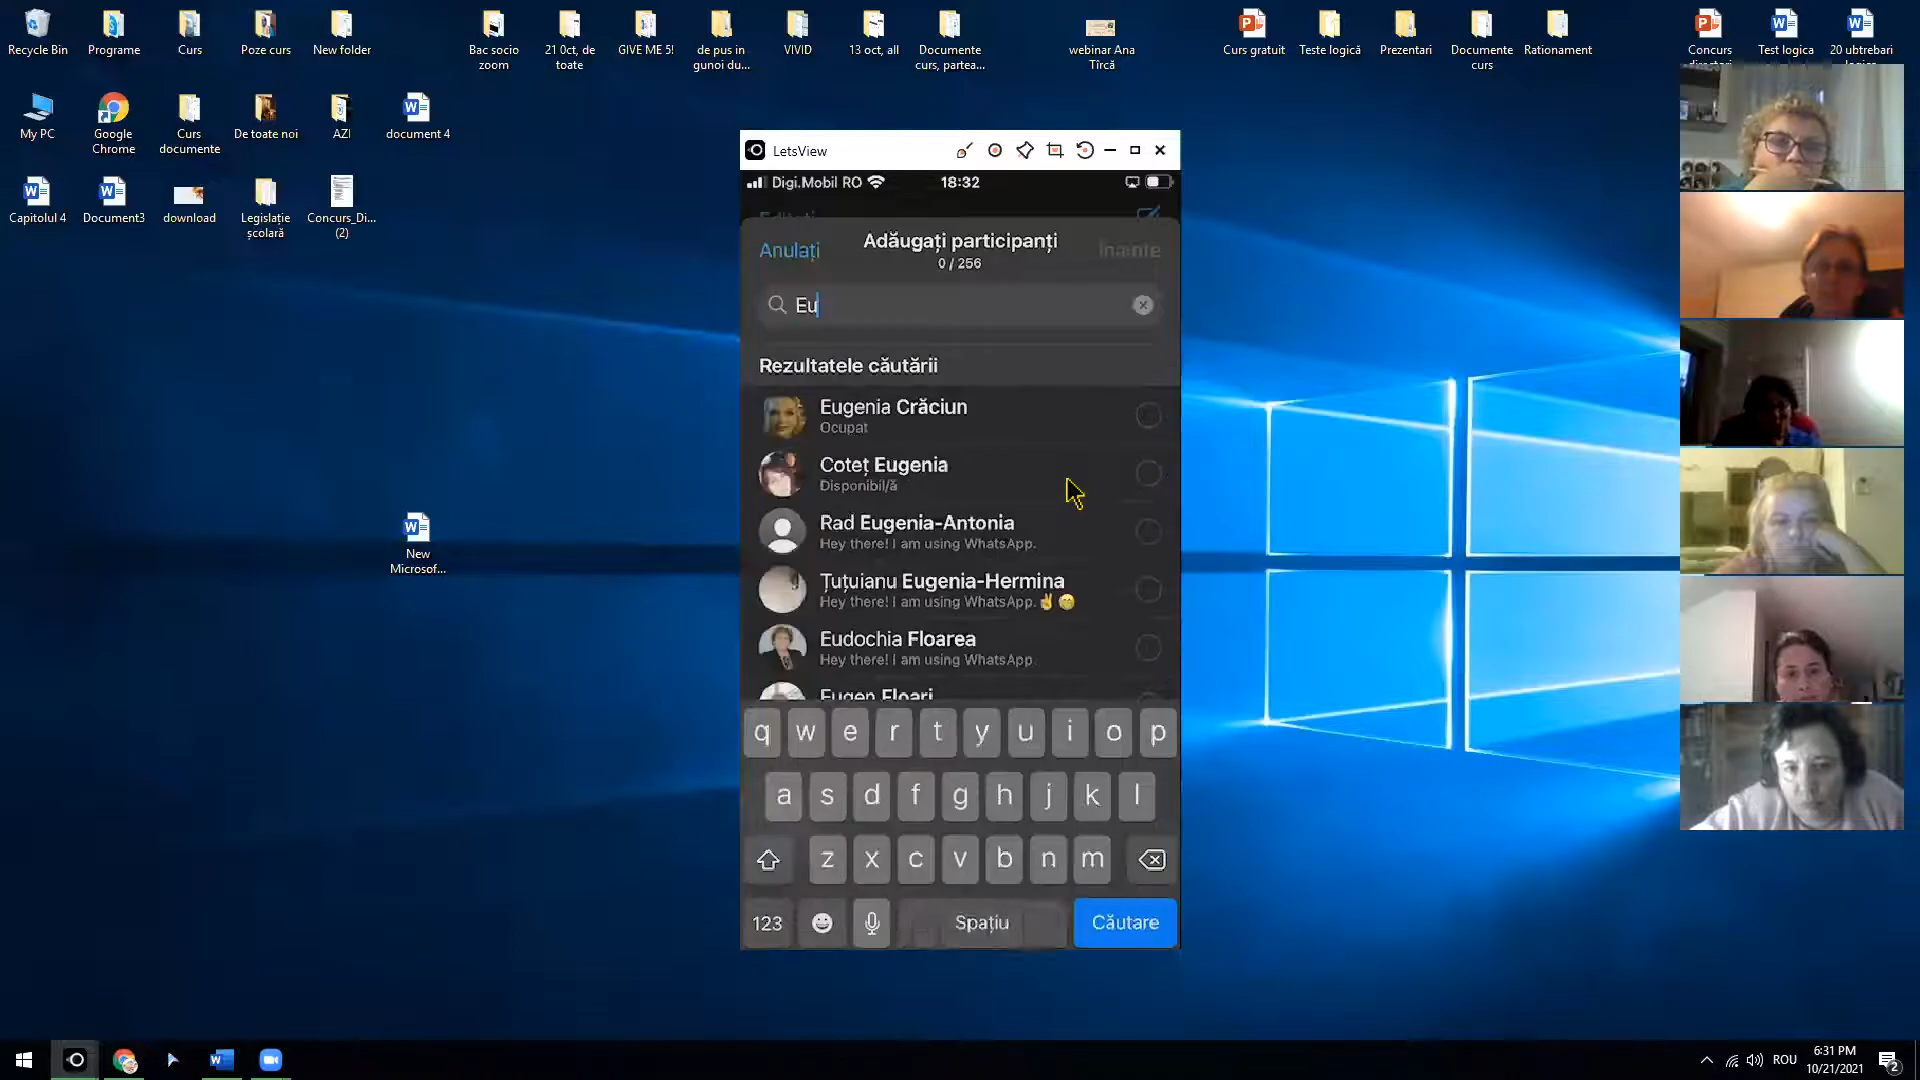 Recycle Bin
Programe
Curs
Poze curs
New folder
Bac socio
zoom
21 Oct, de
toate
GIVE ME 5!
de pus in
gunoi du...
VIVID
13 oct, all
Documente
curs, partea...
webinar Ana
Tîrcă
Curs gratuit
Teste logică
Prezentari
Documente
curs
Rationament
Concurs
Test logica
20 ubtrebari
My PC
Google
Chrome
Curs
documente
De toate noi
AZI
document 4
Capitolul 4
Document3
download
Legislație
școlară
Concurs_Di...
(2)
New
Microsof...
LetsView
Digi.Mobil RO
18:32
Editați
Anulați
Adăugați participanți
Înainte
0 / 256
Eu
Rezultatele căutării
Eugenia Crăciun
Ocupat
Coteț Eugenia
Disponibil/ă
Rad Eugenia-Antonia
Hey there! I am using WhatsApp.
Țuțuianu Eugenia-Hermina
Hey there! I am using WhatsApp.✌️😁
Eudochia Floarea
Hey there! I am using WhatsApp
Eugen Floari
q w e r t y u i o p
a s d f g h j k l
z x c v b n m
123
Spațiu
Căutare
ROU
6:31 PM
10/21/2021
2